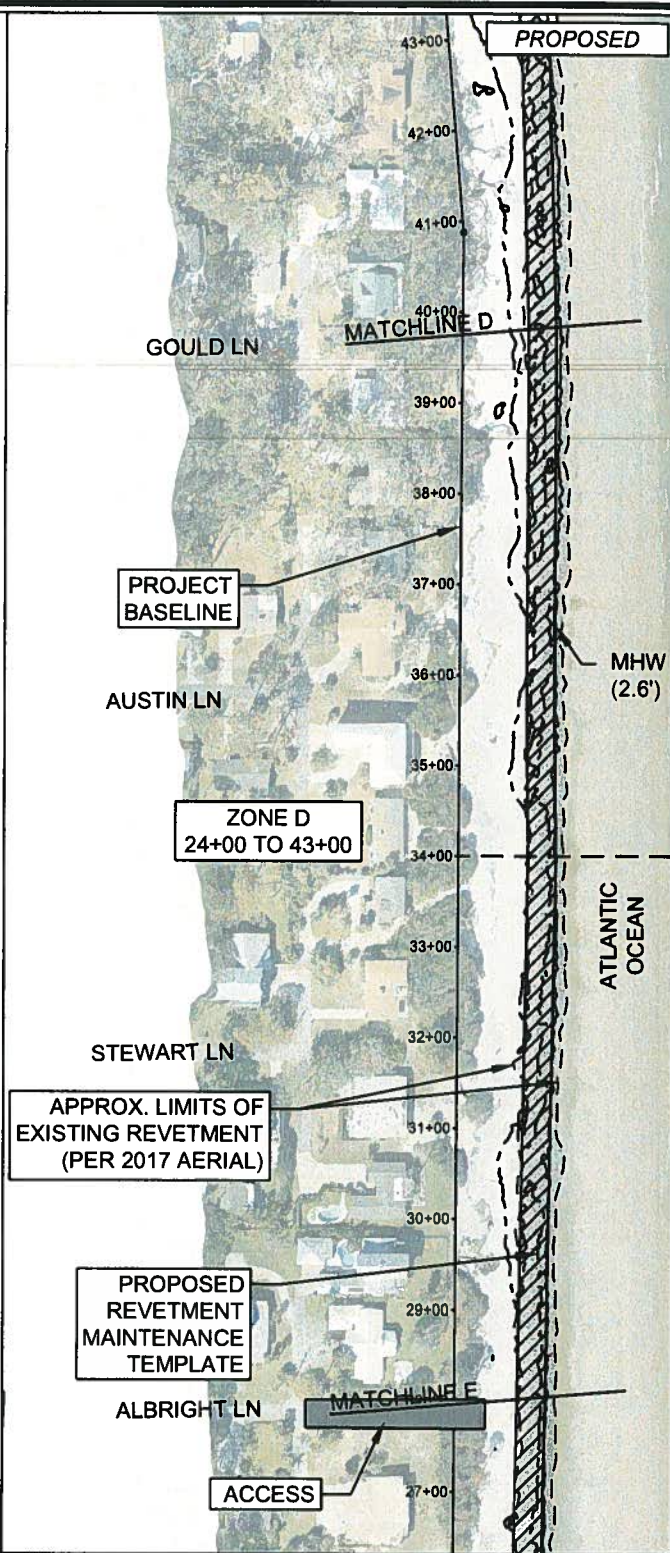 PROPOSED
43+00
42+00
41+00
40+00
MATCHLINE D
GOULD LN
39+00
38+00
PROJECT
BASELINE
37+00
MHW
(2.6')
36+00
AUSTIN LN
35+00
ZONE D
24+00 TO 43+00
34+00
ATLANTIC
OCEAN
33+00
32+00
STEWART LN
APPROX. LIMITS OF
EXISTING REVETMENT
(PER 2017 AERIAL)
31+00
30+00
PROPOSED
REVETMENT
MAINTENANCE
TEMPLATE
29+00
MATCHLINE E
ALBRIGHT LN
ACCESS
27+00